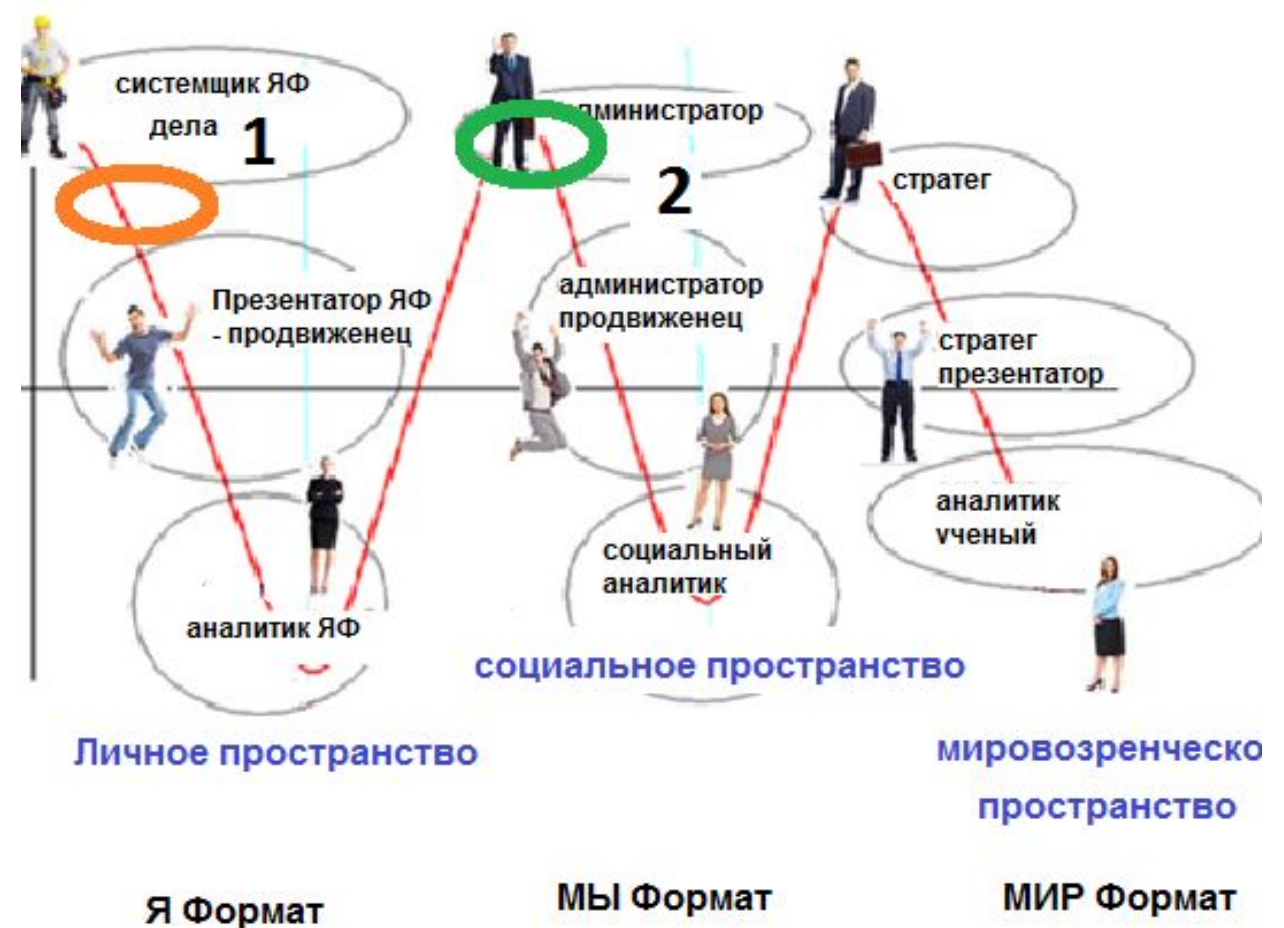 системщик ЯФ
дела
1
министратор
2
стратег
Презентатор ЯФ
- продвиженец
администратор
продвиженец
стратег
презентатор
аналитик
ученый
социальный
аналитик
аналитик ЯФ
социальное пространство
Личное пространство
мировозренческо
пространство
Я Формат
МЫ Формат
МИР Формат